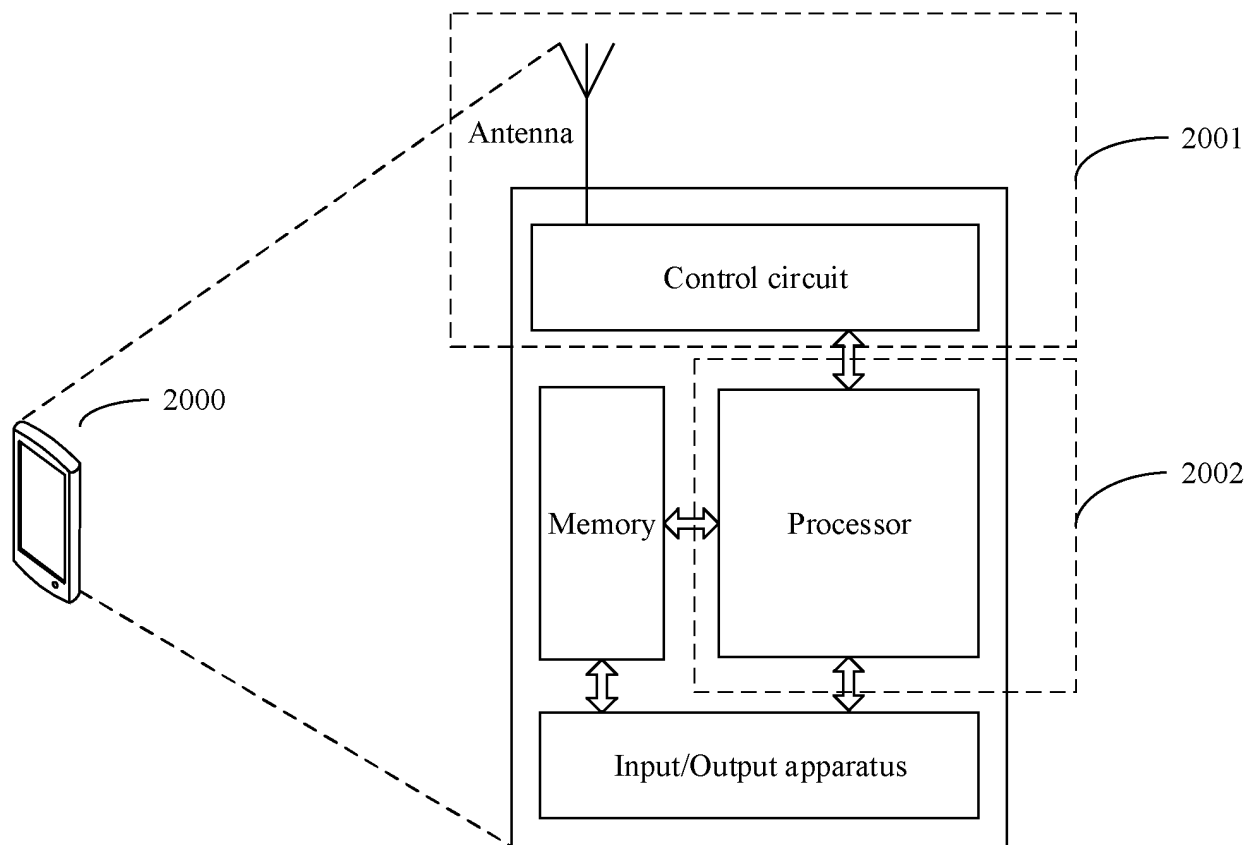 Antenna
2001
Control circuit
2000
2002
Memory
Processor
Input/Output apparatus